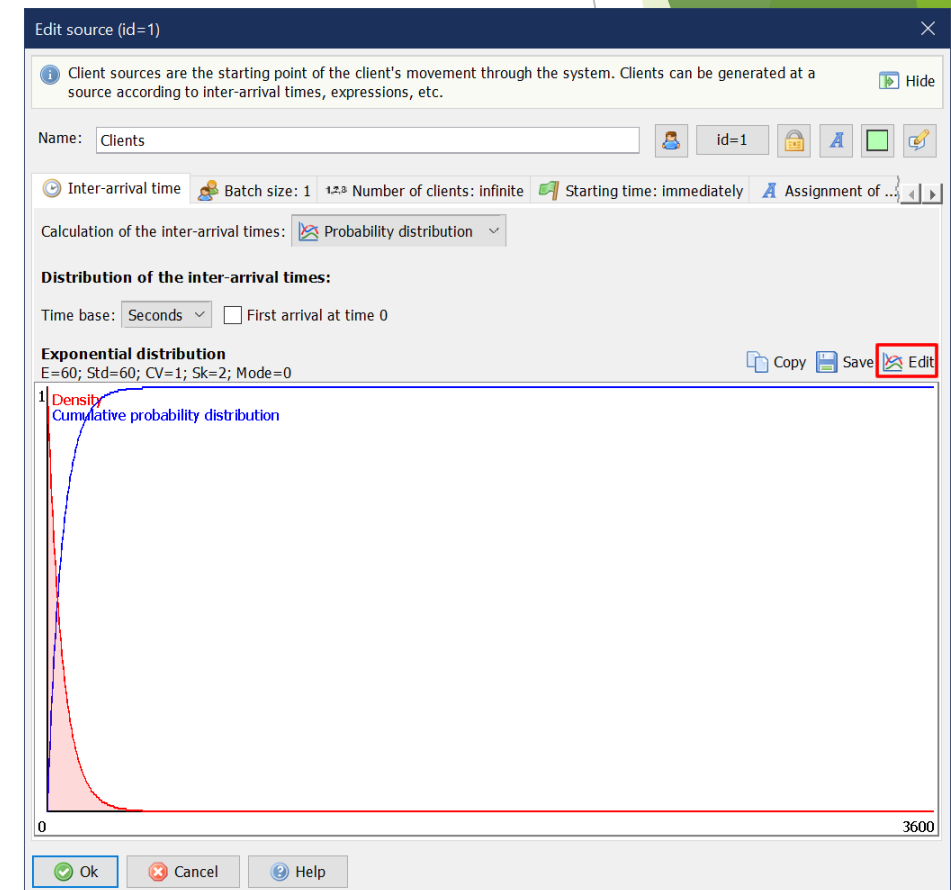 Edit source (id=1)
Client sources are the starting point of the client's movement through the system. Clients can be generated at a
source according to inter-arrival times, expressions, etc.
Hide
Name: Clients id=1
Inter-arrival time Batch size: 1 1,2,3 Number of clients: infinite Starting time: immediately Assignment of ...
Calculation of the inter-arrival times: Probability distribution
Distribution of the inter-arrival times:
Time base: Seconds First arrival at time 0
Exponential distribution
E=60; Std=60; CV=1; Sk=2; Mode=0
Copy Save Edit
1
Density
Cumulative probability distribution
0 3600
Ok Cancel Help